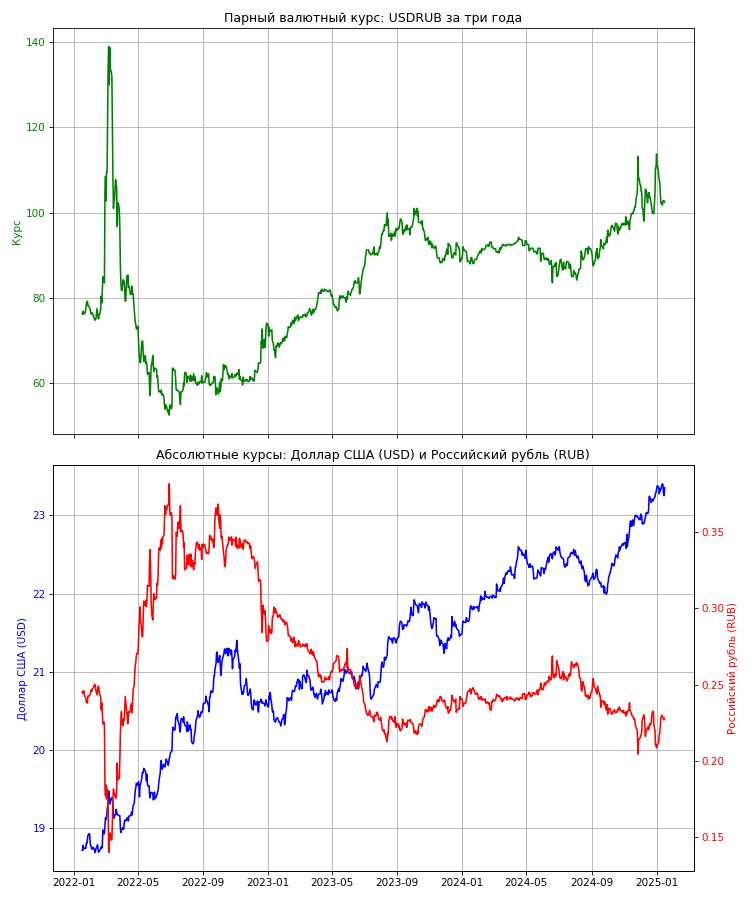 Парный валютный курс: USDRUB за три года
140
120
100
80
60
Курс
Абсолютные курсы: Доллар США (USD) и Российский рубль (RUB)
23
22
21
20
19
Доллар США (USD)
0.35
0.30
0.25
0.20
0.15
Российский рубль (RUB)
2022-01 2022-05 2022-09 2023-01 2023-05 2023-09 2024-01 2024-05 2024-09 2025-01